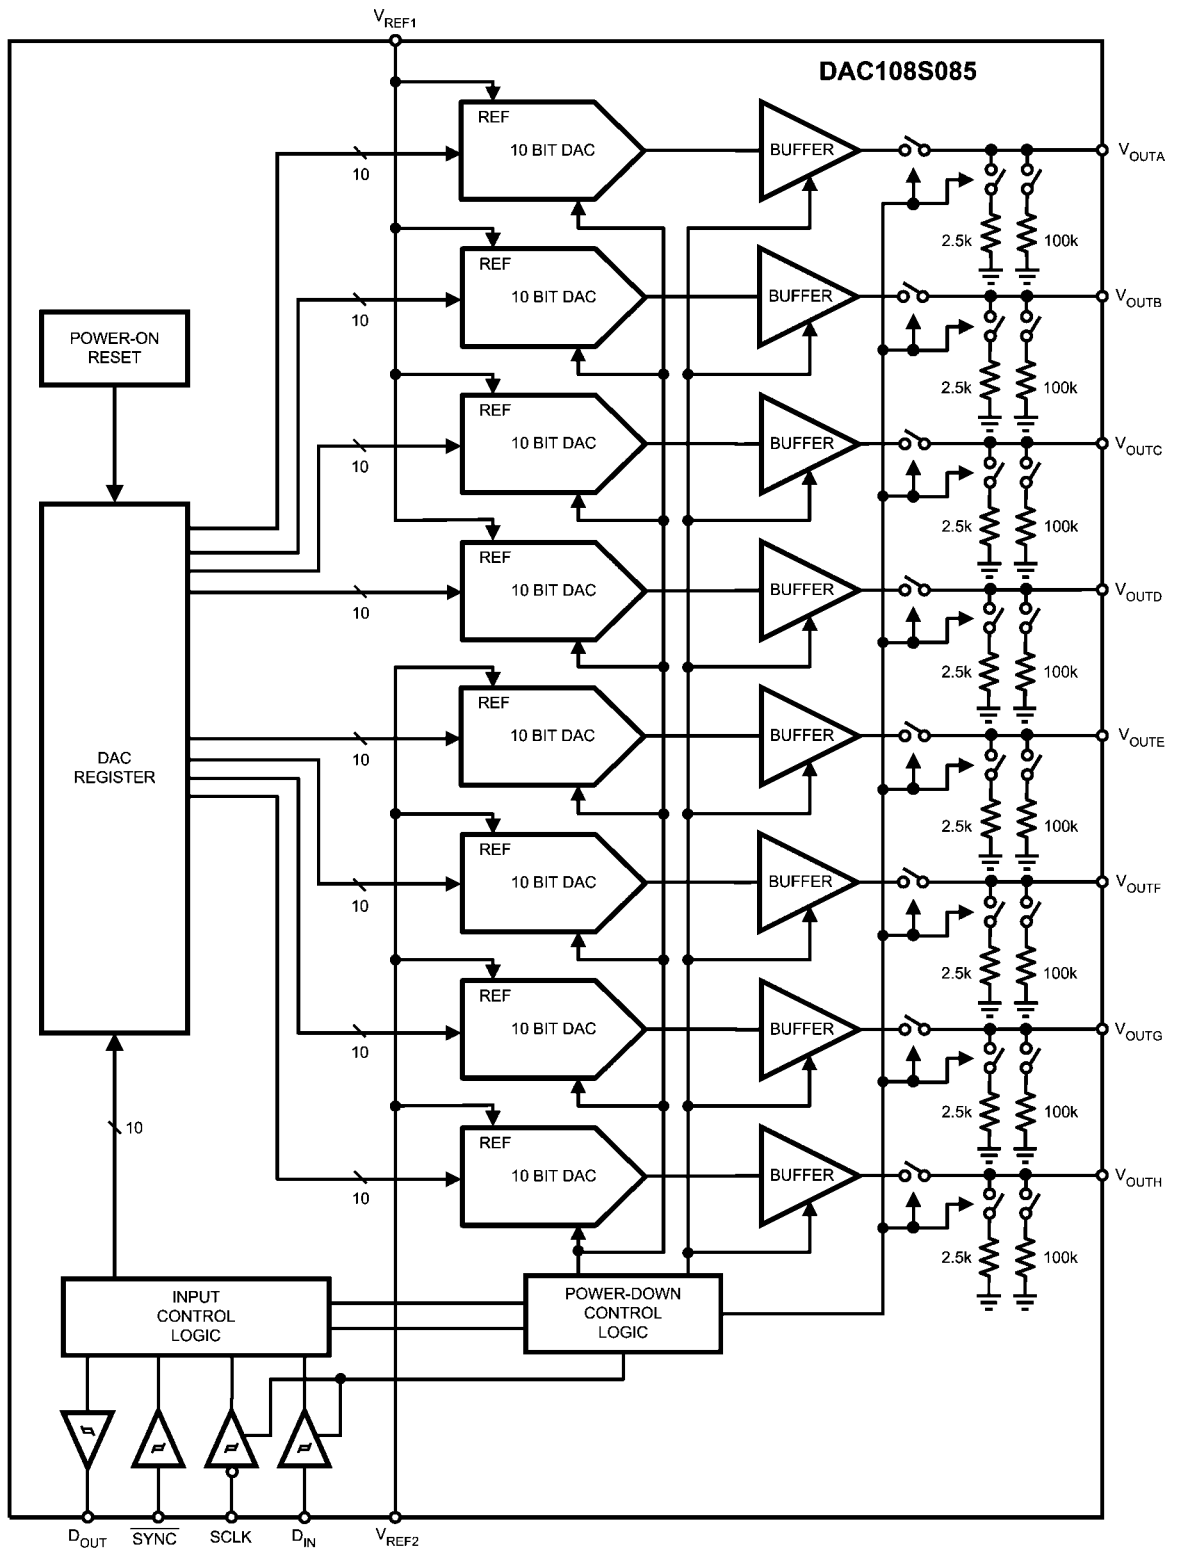 VREF1
DAC108S085
REF
10 BIT DAC
BUFFER
VOUTA
10
2.5k
100k
REF
10 BIT DAC
BUFFER
VOUTB
10
POWER-ON
RESET
2.5k
100k
REF
10 BIT DAC
BUFFER
VOUTC
10
2.5k
100k
REF
10 BIT DAC
BUFFER
VOUTD
10
2.5k
100k
REF
10 BIT DAC
BUFFER
VOUTE
10
DAC
REGISTER
2.5k
100k
REF
10 BIT DAC
BUFFER
VOUTF
10
2.5k
100k
REF
10 BIT DAC
BUFFER
VOUTG
10
2.5k
100k
10
REF
10 BIT DAC
BUFFER
VOUTH
10
2.5k
100k
INPUT
CONTROL
LOGIC
POWER-DOWN
CONTROL
LOGIC
DOUT
SYNC
SCLK
DIN
VREF2